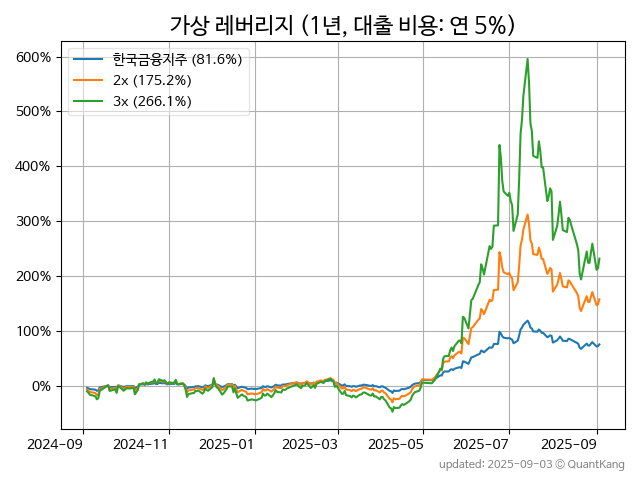 가상 레버리지 (1년, 대출 비용: 연 5%)
한국금융지주 (81.6%)
2x (175.2%)
3x (266.1%)
600%
500%
400%
300%
200%
100%
0%
2024-09 2024-11 2025-01 2025-03 2025-05 2025-07 2025-09
updated: 2025-09-03 © QuantKang